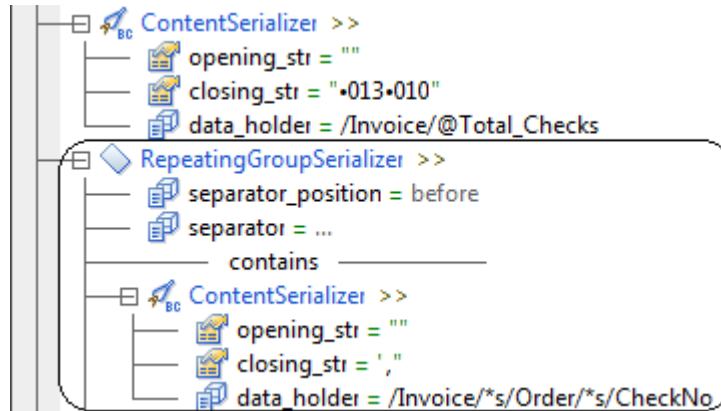 ContentSerializer >>
opening_str = ""
closing_str = "•013•010"
data_holder = /Invoice/@Total_Checks
RepeatingGroupSerializer >>
separator_position = before
separator = ...
contains
BC ContentSerializer >>
opening_str = ""
closing_str = ','"
data_holder = /Invoice/*s/Order/*s/CheckNo